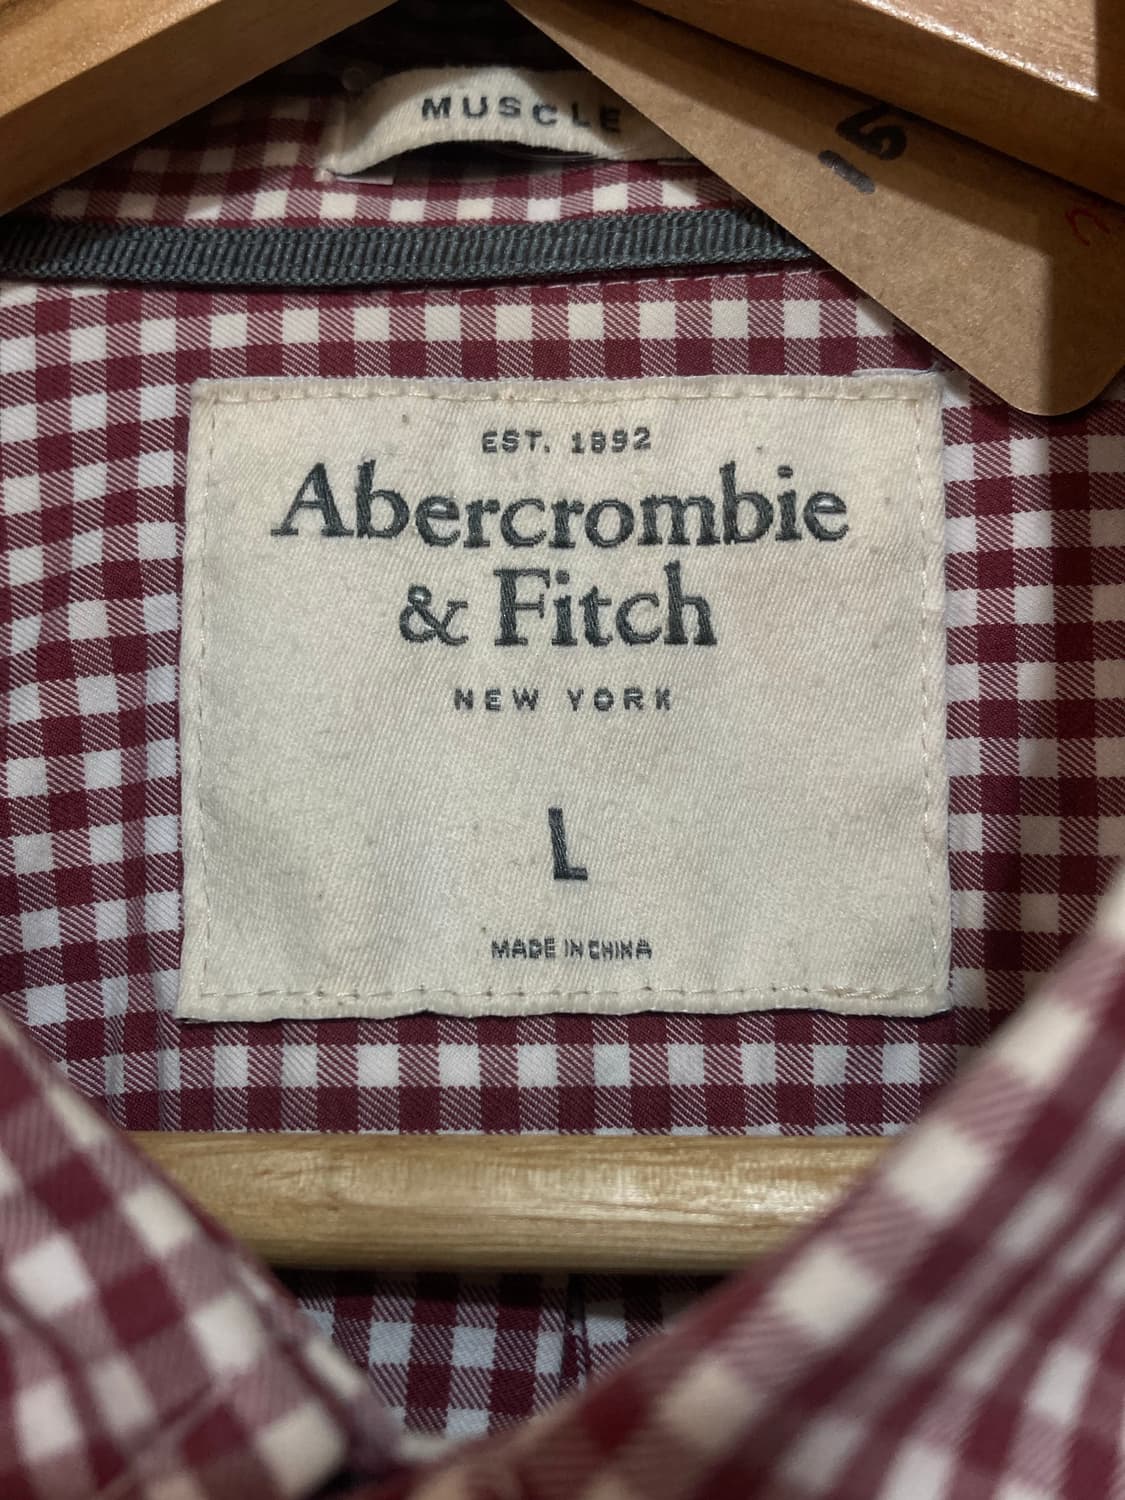 MUSCLE
EST. 1892
Abercrombie
& Fitch
NEW YORK
L
MADE IN CHINA